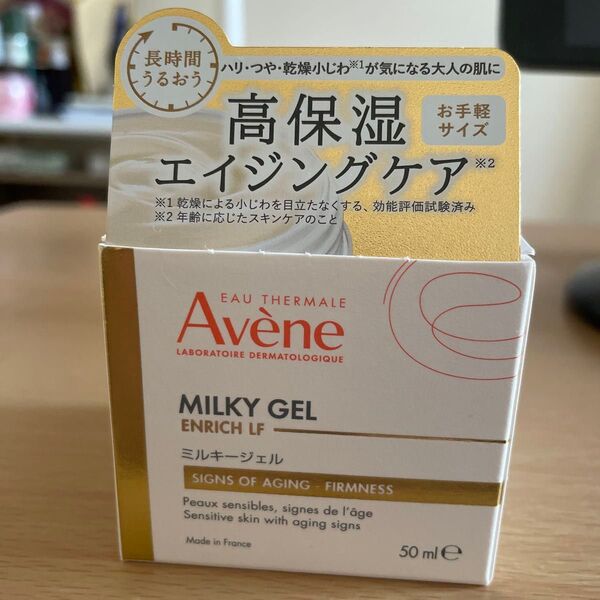 長時間
うるおう
ハリ・つや・乾燥小じわ※1が気になる大人の肌に
高保湿
お手軽
サイズ
エイジングケア※2
※1 乾燥による小じわを目立たなくする、効能評価試験済み
※2 年齢に応じたスキンケアのこと
EAU THERMALE
Avène
LABORATOIRE DERMATOLOGIQUE
MILKY GEL
ENRICH LF
ミルキージェル
SIGNS OF AGING - FIRMNESS
Peaux sensibles, signes de l'âge
Sensitive skin with aging signs
Made in France
50 ml ℮